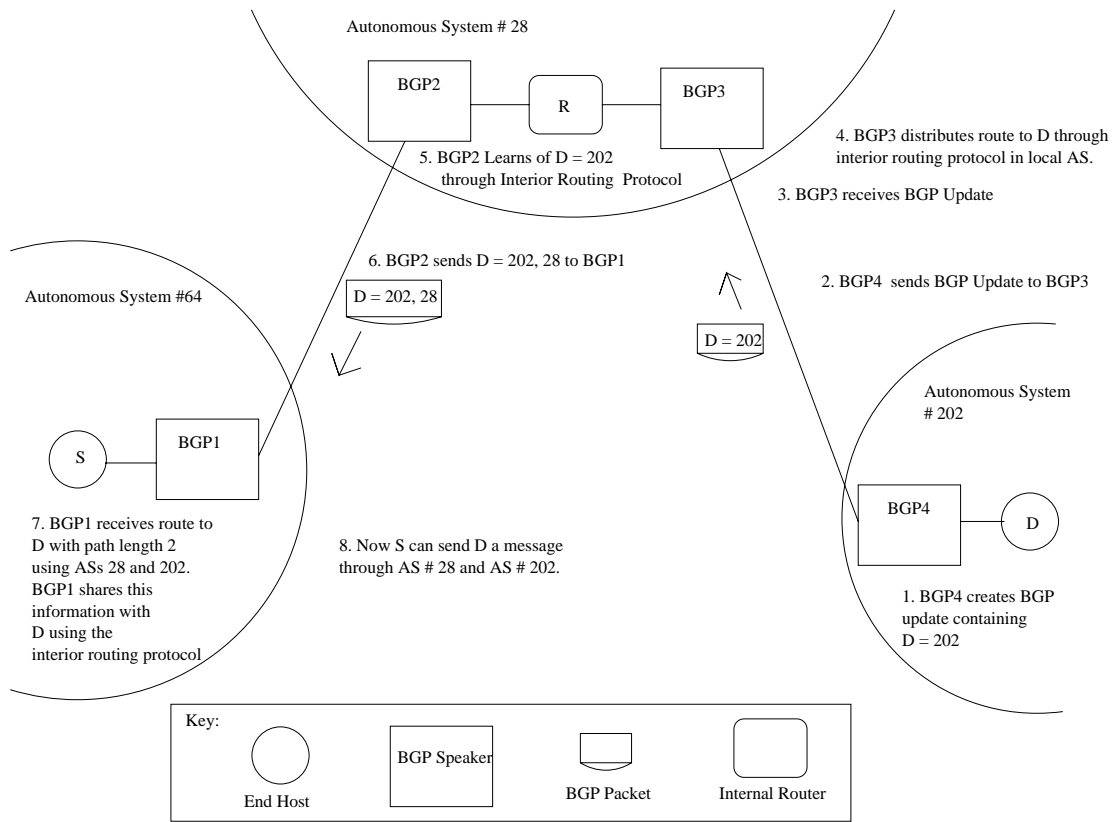 Autonomous System # 28
BGP2
R
BGP3
5. BGP2 Learns of D = 202
through Interior Routing Protocol
4. BGP3 distributes route to D through
interior routing protocol in local AS.
3. BGP3 receives BGP Update
6. BGP2 sends D = 202, 28 to BGP1
D = 202, 28
2. BGP4 sends BGP Update to BGP3
D = 202
Autonomous System #64
S
BGP1
7. BGP1 receives route to
D with path length 2
using ASs 28 and 202.
BGP1 shares this
information with
D using the
interior routing protocol
8. Now S can send D a message
through AS # 28 and AS # 202.
Autonomous System
# 202
BGP4
D
1. BGP4 creates BGP
update containing
D = 202
Key:
End Host
BGP Speaker
BGP Packet
Internal Router